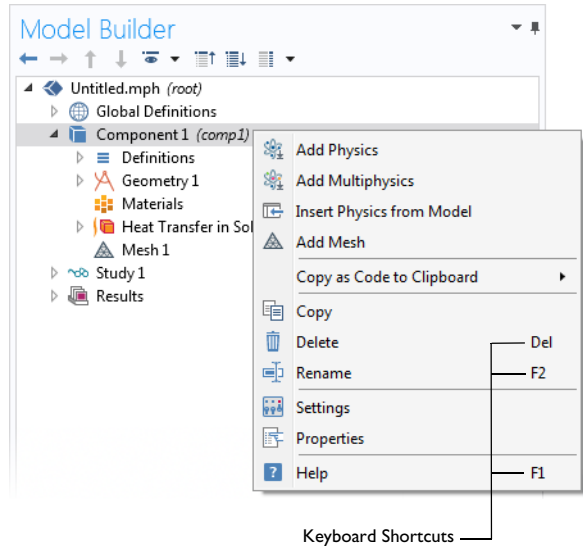 Model Builder
Untitled.mph (root)
Global Definitions
Component 1 (comp1)
Definitions
Geometry 1
Materials
Heat Transfer in Sol
Mesh 1
Study 1
Results
Add Physics
Add Multiphysics
Insert Physics from Model
Add Mesh
Copy as Code to Clipboard
Copy
Delete Del
Rename F2
Settings
Properties
? Help F1
Keyboard Shortcuts